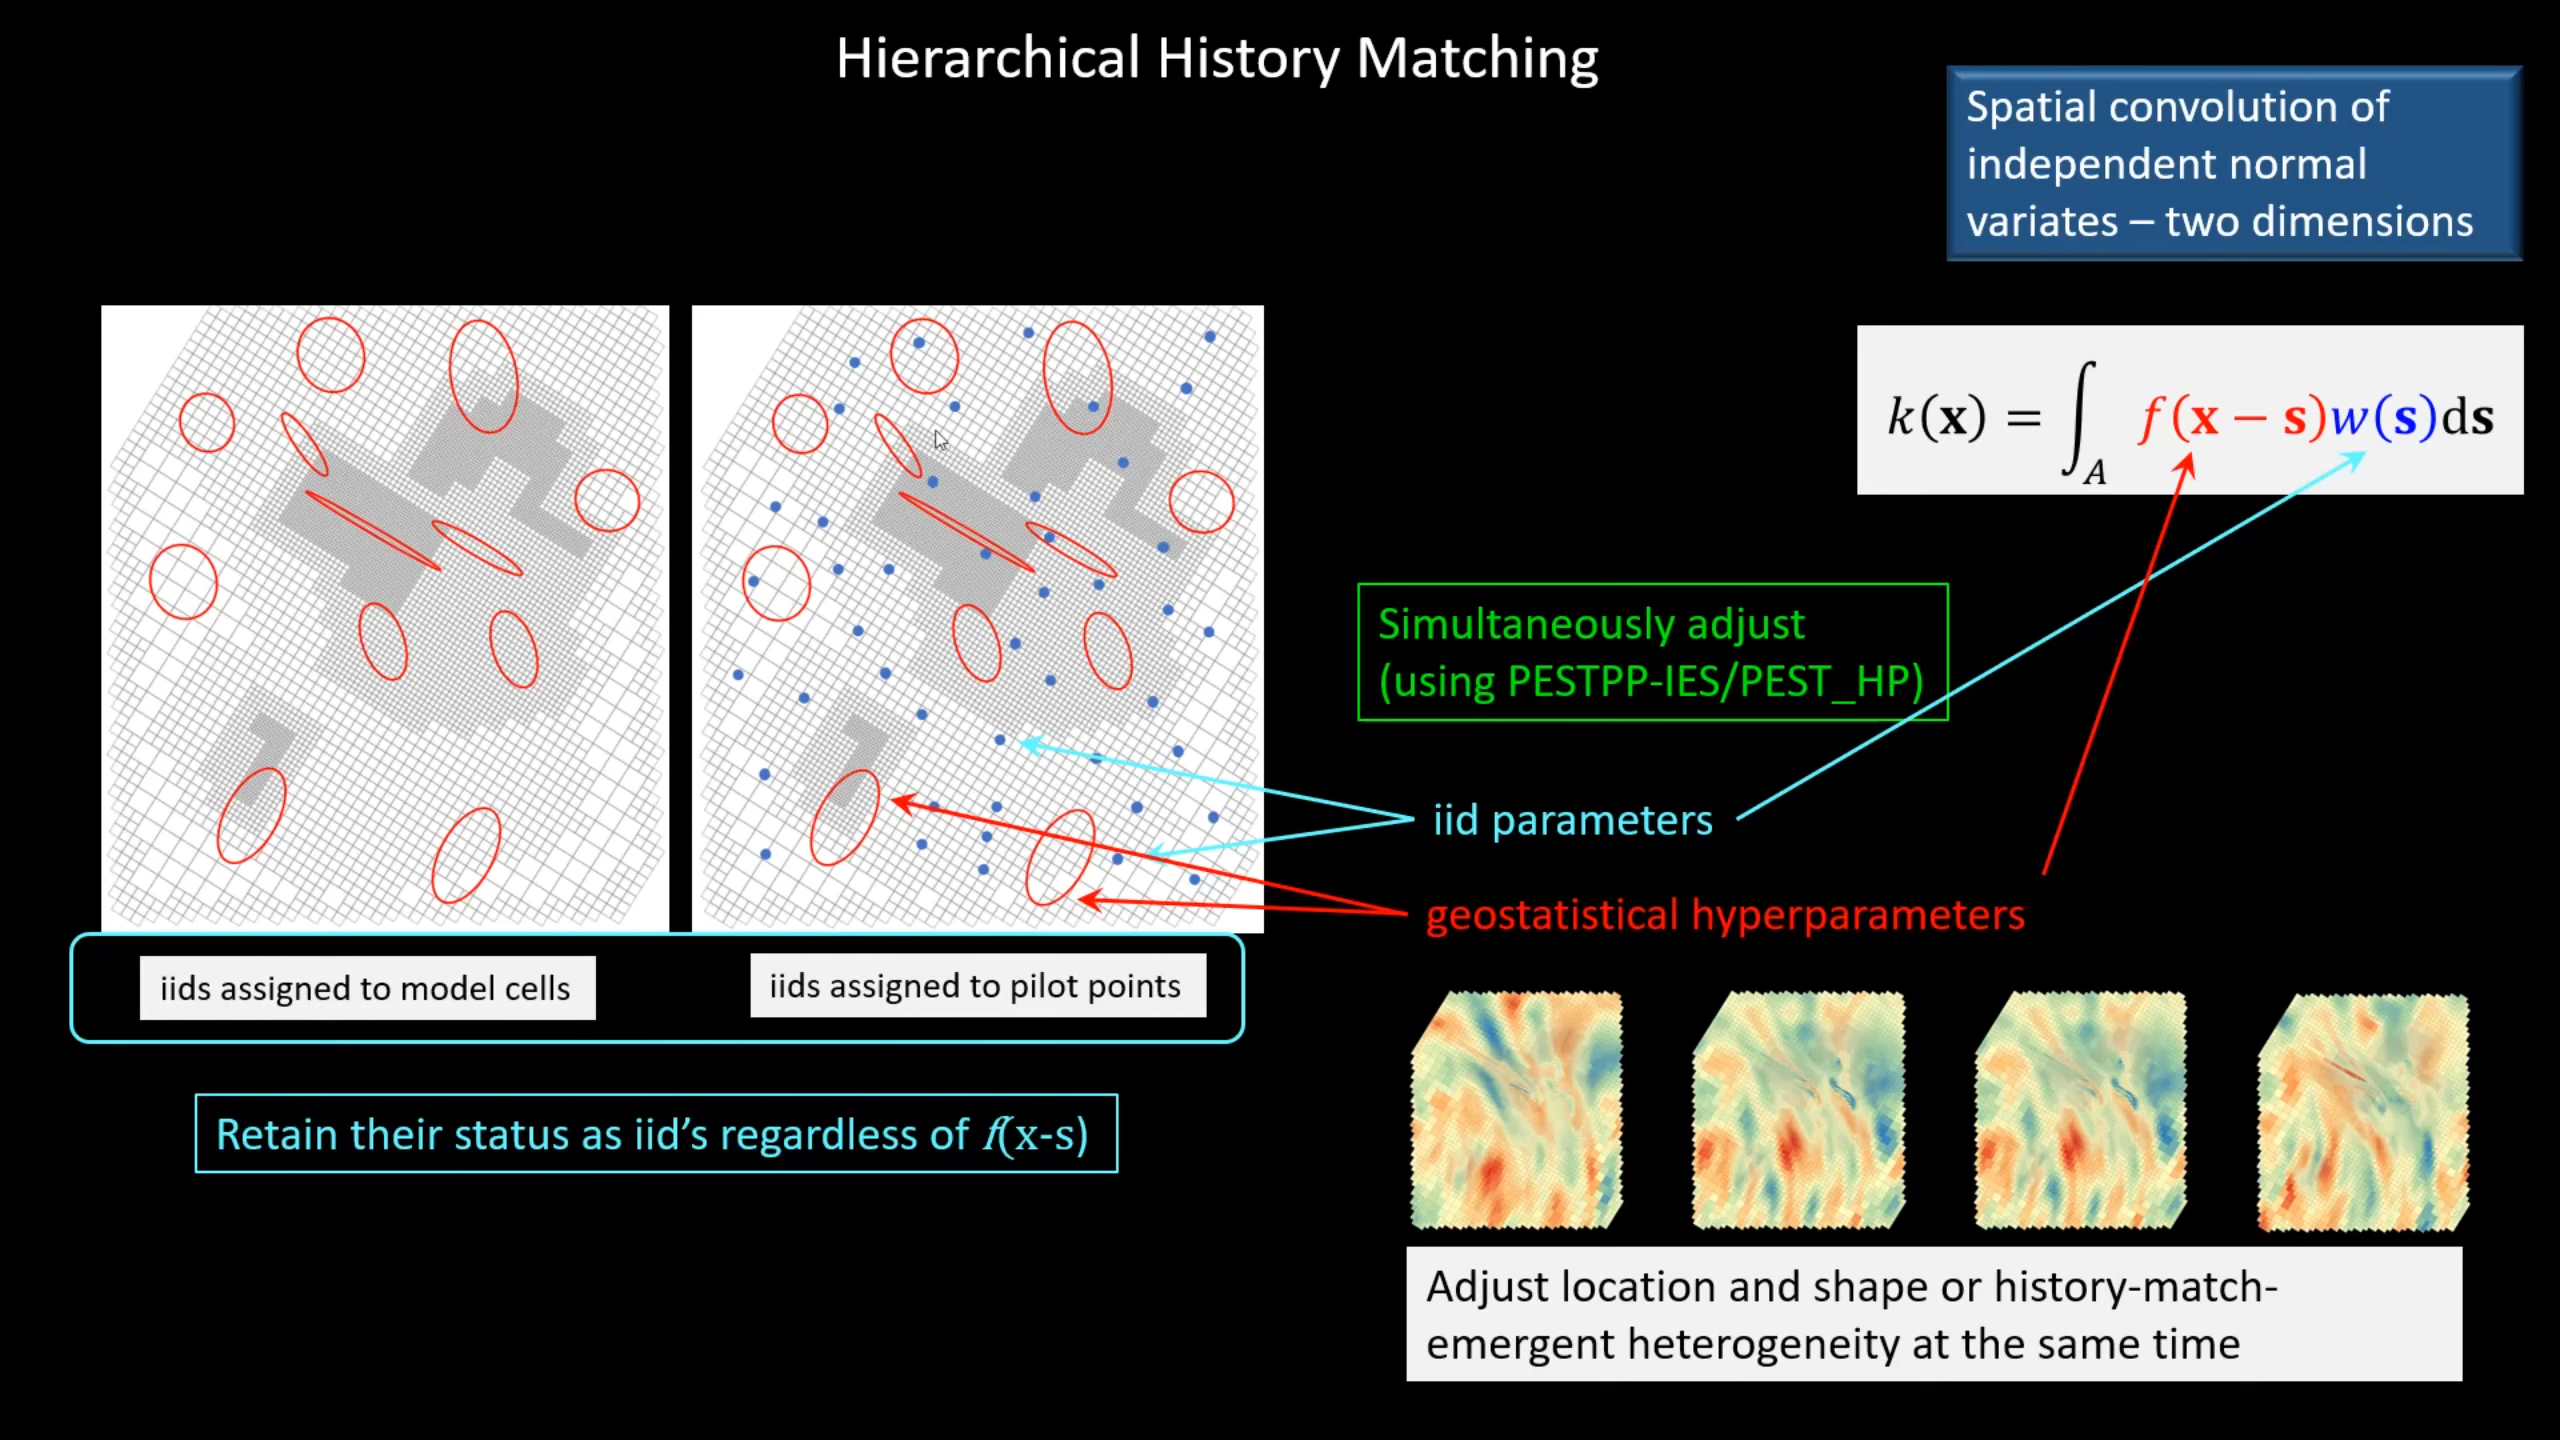 Hierarchical History Matching
Spatial convolution of
independent normal
variates – two dimensions
k(x) = ∫_A f(x − s)w(s)ds
Simultaneously adjust
(using PESTPP-IES/PEST_HP)
iid parameters
geostatistical hyperparameters
iids assigned to model cells
iids assigned to pilot points
Retain their status as iid’s regardless of f(x-s)
Adjust location and shape or history-match-
emergent heterogeneity at the same time